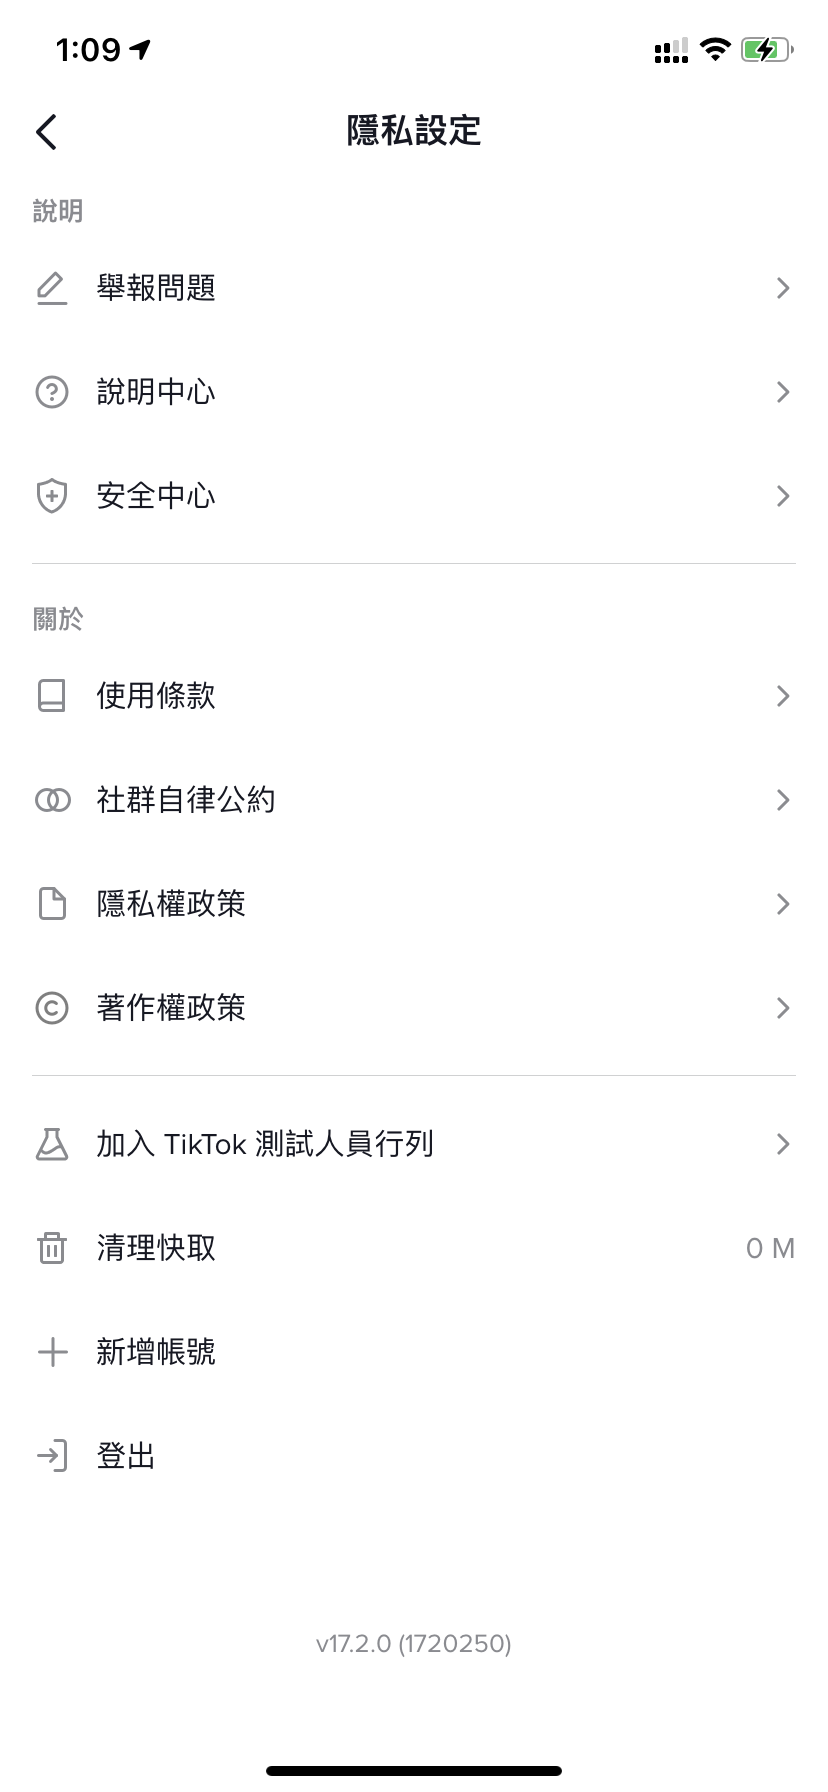 1:09
隱私設定
說明
舉報問題
說明中心
安全中心
關於
使用條款
社群自律公約
隱私權政策
著作權政策
加入 TikTok 測試人員行列
清理快取 0 M
新增帳號
登出
v17.2.0 (1720250)